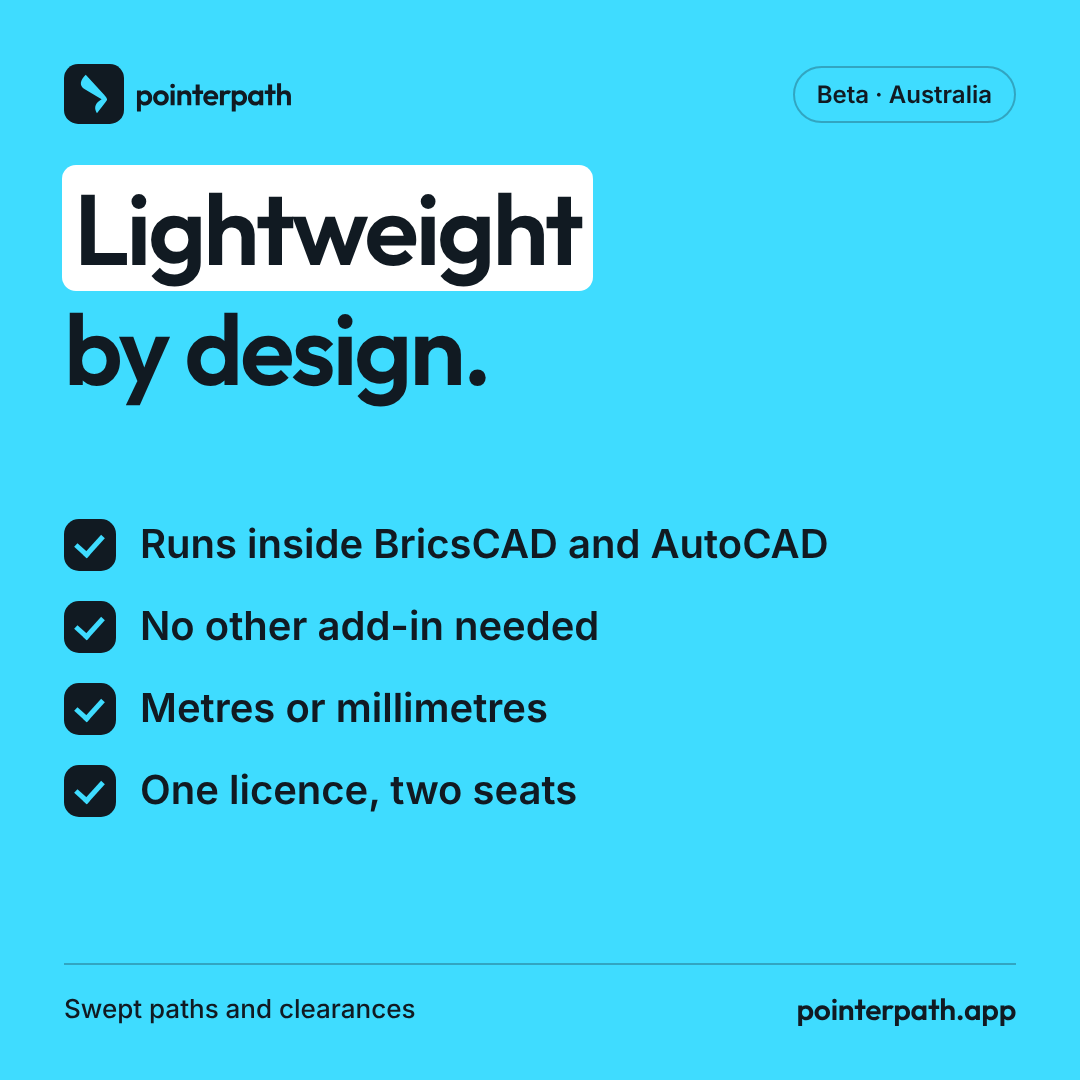 pointerpath
Beta · Australia
Lightweight
by design.
Runs inside BricsCAD and AutoCAD
No other add-in needed
Metres or millimetres
One licence, two seats
Swept paths and clearances
pointerpath.app